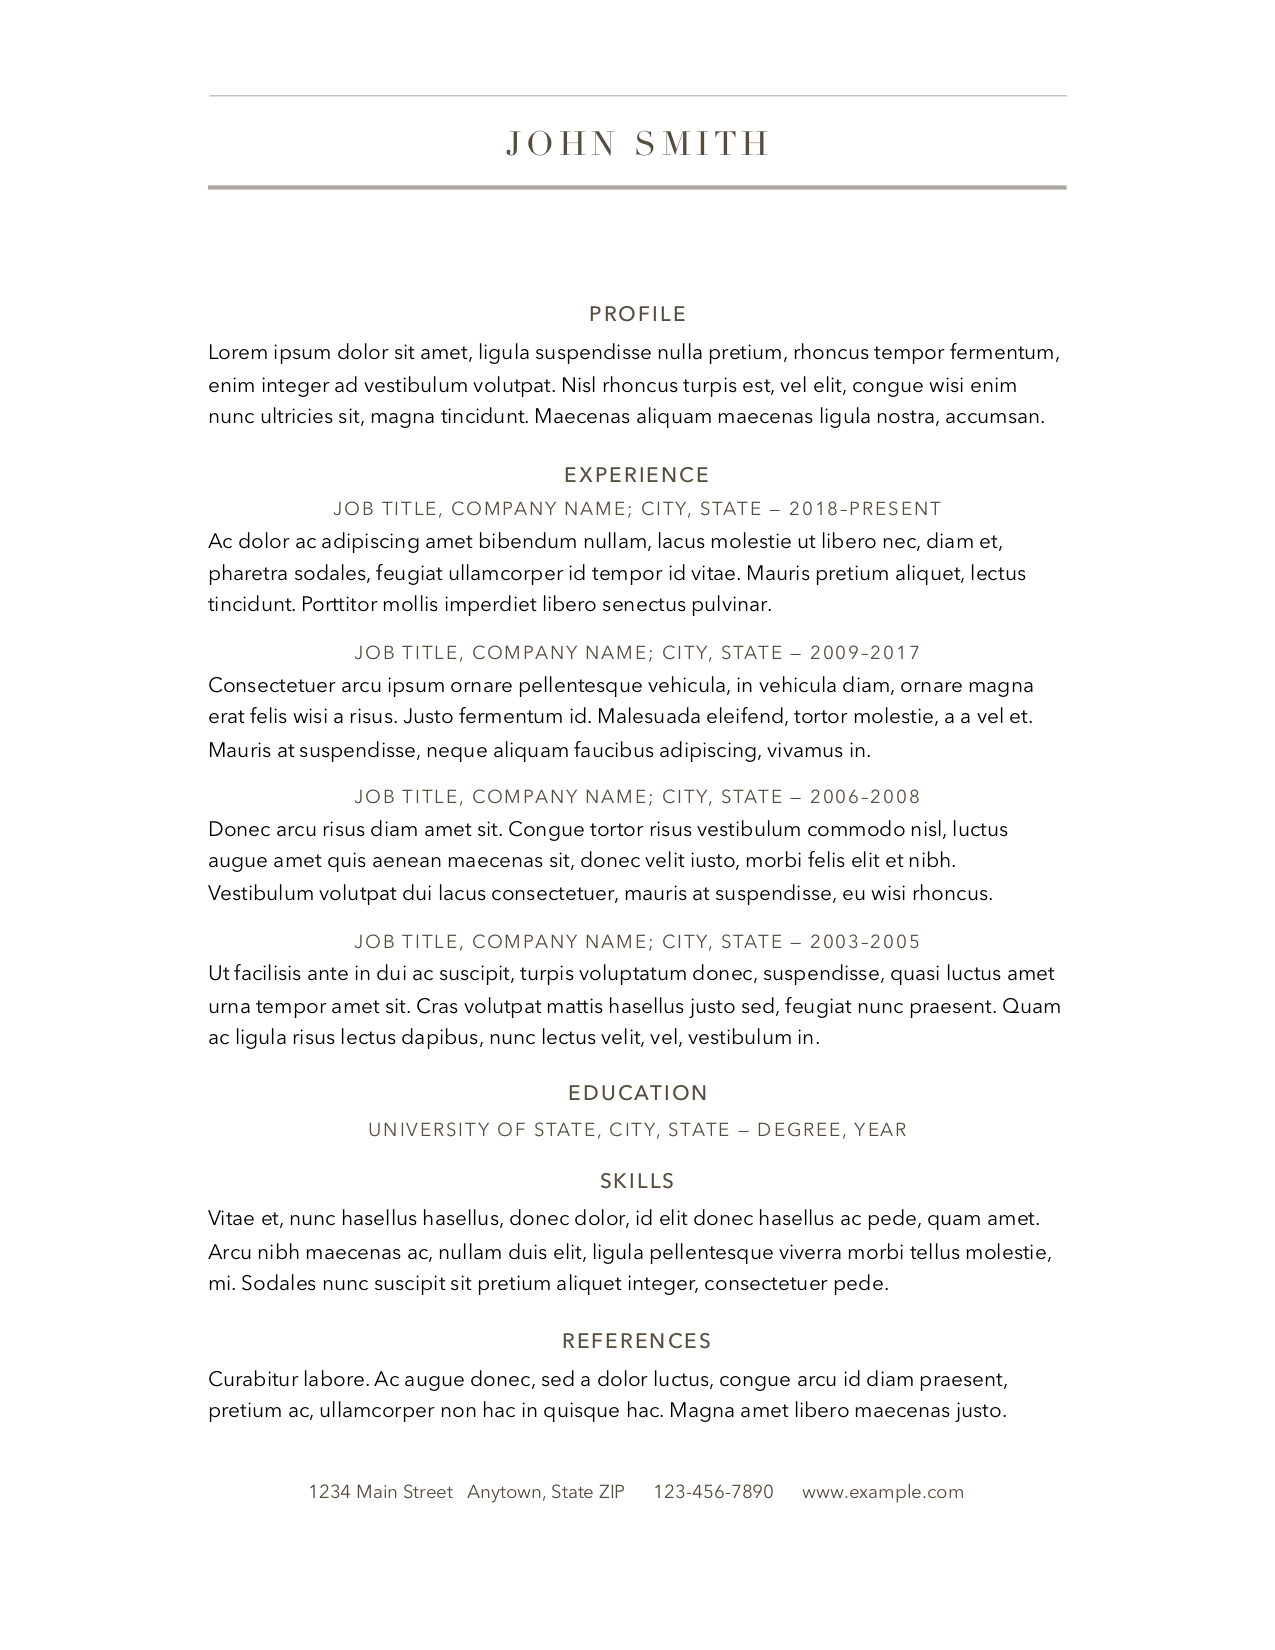 JOHN SMITH
PROFILE
Lorem ipsum dolor sit amet, ligula suspendisse nulla pretium, rhoncus tempor fermentum,
enim integer ad vestibulum volutpat. Nisl rhoncus turpis est, vel elit, congue wisi enim
nunc ultricies sit, magna tincidunt. Maecenas aliquam maecenas ligula nostra, accumsan.
EXPERIENCE
JOB TITLE, COMPANY NAME; CITY, STATE — 2018–PRESENT
Ac dolor ac adipiscing amet bibendum nullam, lacus molestie ut libero nec, diam et,
pharetra sodales, feugiat ullamcorper id tempor id vitae. Mauris pretium aliquet, lectus
tincidunt. Porttitor mollis imperdiet libero senectus pulvinar.
JOB TITLE, COMPANY NAME; CITY, STATE — 2009–2017
Consectetuer arcu ipsum ornare pellentesque vehicula, in vehicula diam, ornare magna
erat felis wisi a risus. Justo fermentum id. Malesuada eleifend, tortor molestie, a a vel et.
Mauris at suspendisse, neque aliquam faucibus adipiscing, vivamus in.
JOB TITLE, COMPANY NAME; CITY, STATE — 2006–2008
Donec arcu risus diam amet sit. Congue tortor risus vestibulum commodo nisl, luctus
augue amet quis aenean maecenas sit, donec velit iusto, morbi felis elit et nibh.
Vestibulum volutpat dui lacus consectetuer, mauris at suspendisse, eu wisi rhoncus.
JOB TITLE, COMPANY NAME; CITY, STATE — 2003–2005
Ut facilisis ante in dui ac suscipit, turpis voluptatum donec, suspendisse, quasi luctus amet
urna tempor amet sit. Cras volutpat mattis hasellus justo sed, feugiat nunc praesent. Quam
ac ligula risus lectus dapibus, nunc lectus velit, vel, vestibulum in.
EDUCATION
UNIVERSITY OF STATE, CITY, STATE — DEGREE, YEAR
SKILLS
Vitae et, nunc hasellus hasellus, donec dolor, id elit donec hasellus ac pede, quam amet.
Arcu nibh maecenas ac, nullam duis elit, ligula pellentesque viverra morbi tellus molestie,
mi. Sodales nunc suscipit sit pretium aliquet integer, consectetuer pede.
REFERENCES
Curabitur labore. Ac augue donec, sed a dolor luctus, congue arcu id diam praesent,
pretium ac, ullamcorper non hac in quisque hac. Magna amet libero maecenas justo.
1234 Main Street Anytown, State ZIP 123-456-7890 www.example.com